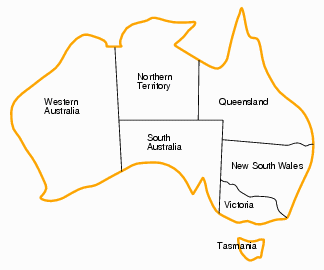 Northern
Territory
Western
Australia
Queensland
South
Australia
New South Wales
Victoria
Tasmania